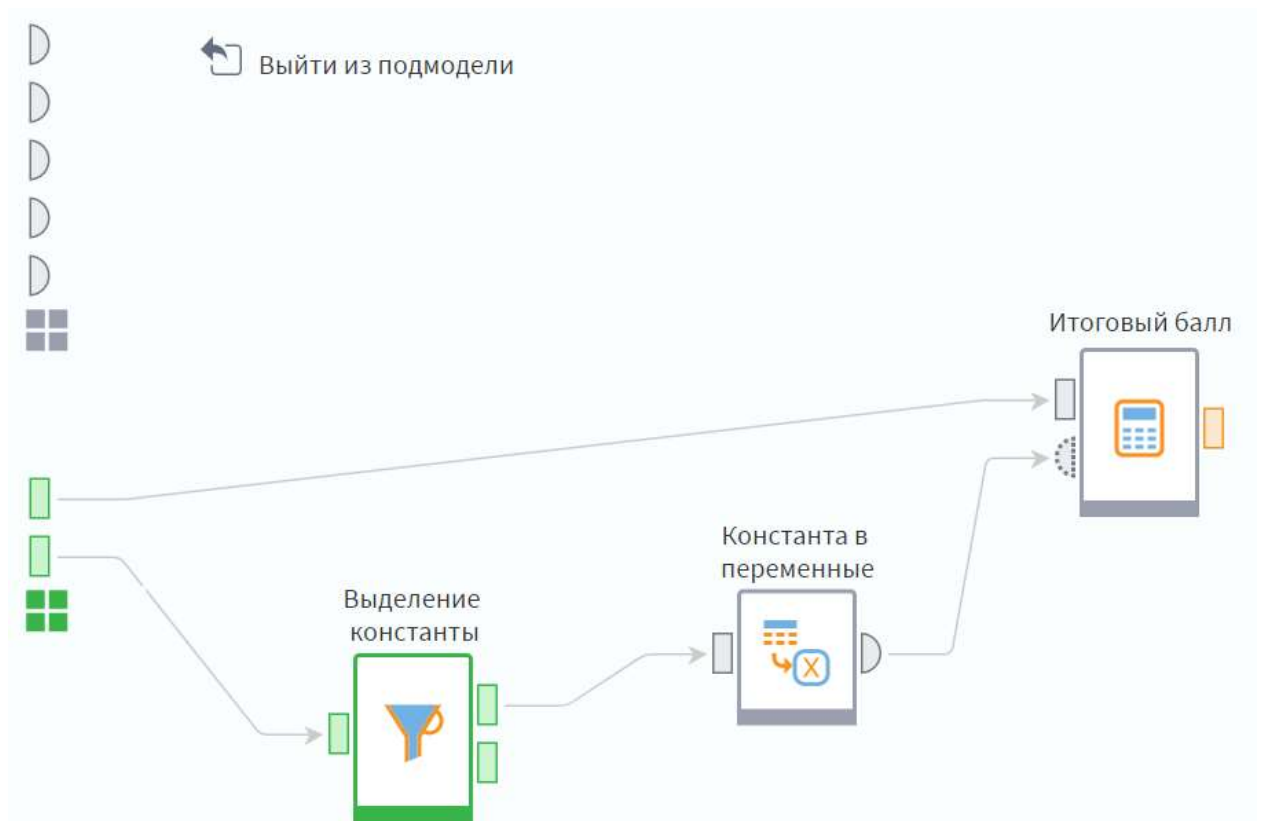 Выйти из подмодели
Итоговый балл
Константа в
переменные
Выделение
константы